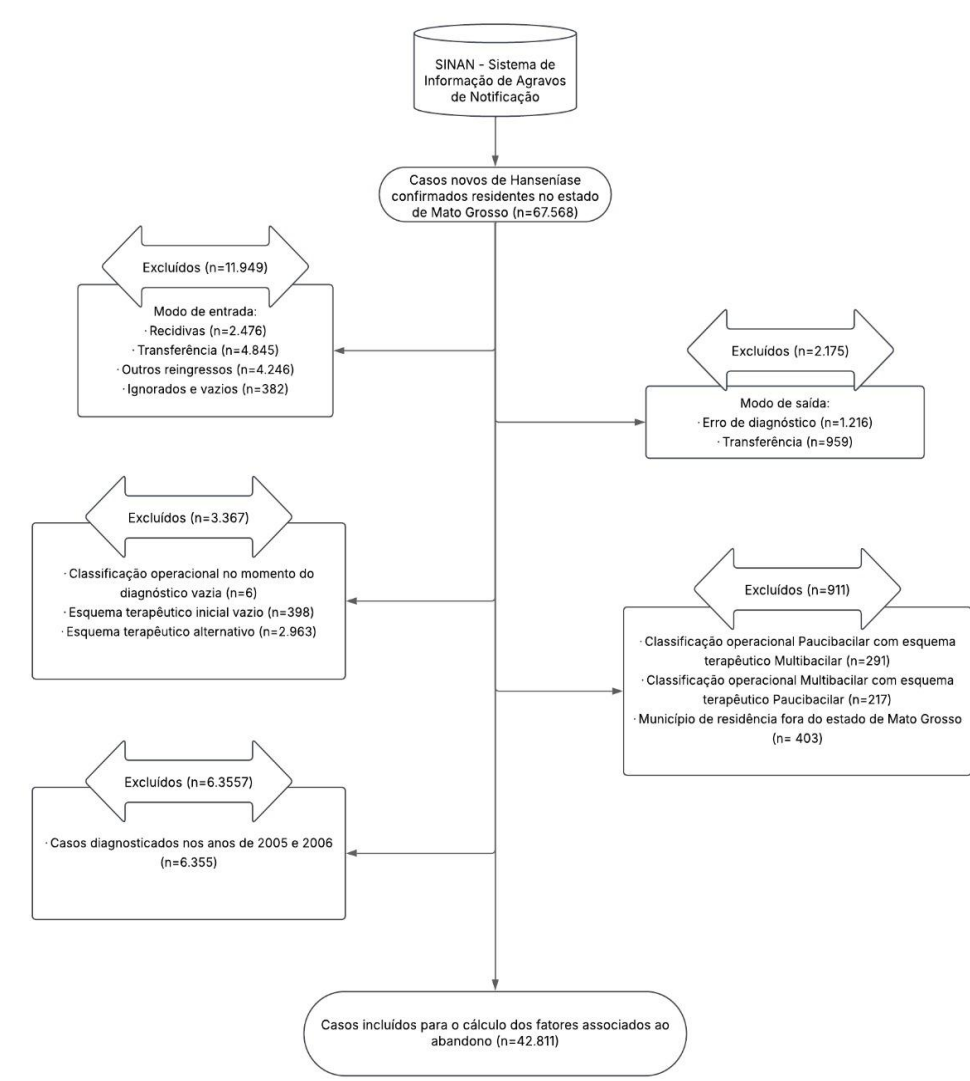 SINAN - Sistema de
Informação de Agravos
de Notificação
Casos novos de Hanseníase
confirmados residentes no estado
de Mato Grosso (n=67.568)
Excluídos (n=11.949)
Modo de entrada:
· Recidivas (n=2.476)
· Transferência (n=4.845)
· Outros reingressos (n=4.246)
· Ignorados e vazios (n=382)
Excluídos (n=2.175)
Modo de saída:
· Erro de diagnóstico (n=1.216)
· Transferência (n=959)
Excluídos (n=3.367)
· Classificação operacional no momento do
diagnóstico vazia (n=6)
· Esquema terapêutico inicial vazio (n=398)
· Esquema terapêutico alternativo (n=2.963)
Excluídos (n=911)
· Classificação operacional Paucibacilar com esquema
terapêutico Multibacilar (n=291)
· Classificação operacional Multibacilar com esquema
terapêutico Paucibacilar (n=217)
· Município de residência fora do estado de Mato Grosso
(n= 403)
Excluídos (n=6.3557)
· Casos diagnosticados nos anos de 2005 e 2006
(n=6.355)
Casos incluídos para o cálculo dos fatores associados ao
abandono (n=42.811)